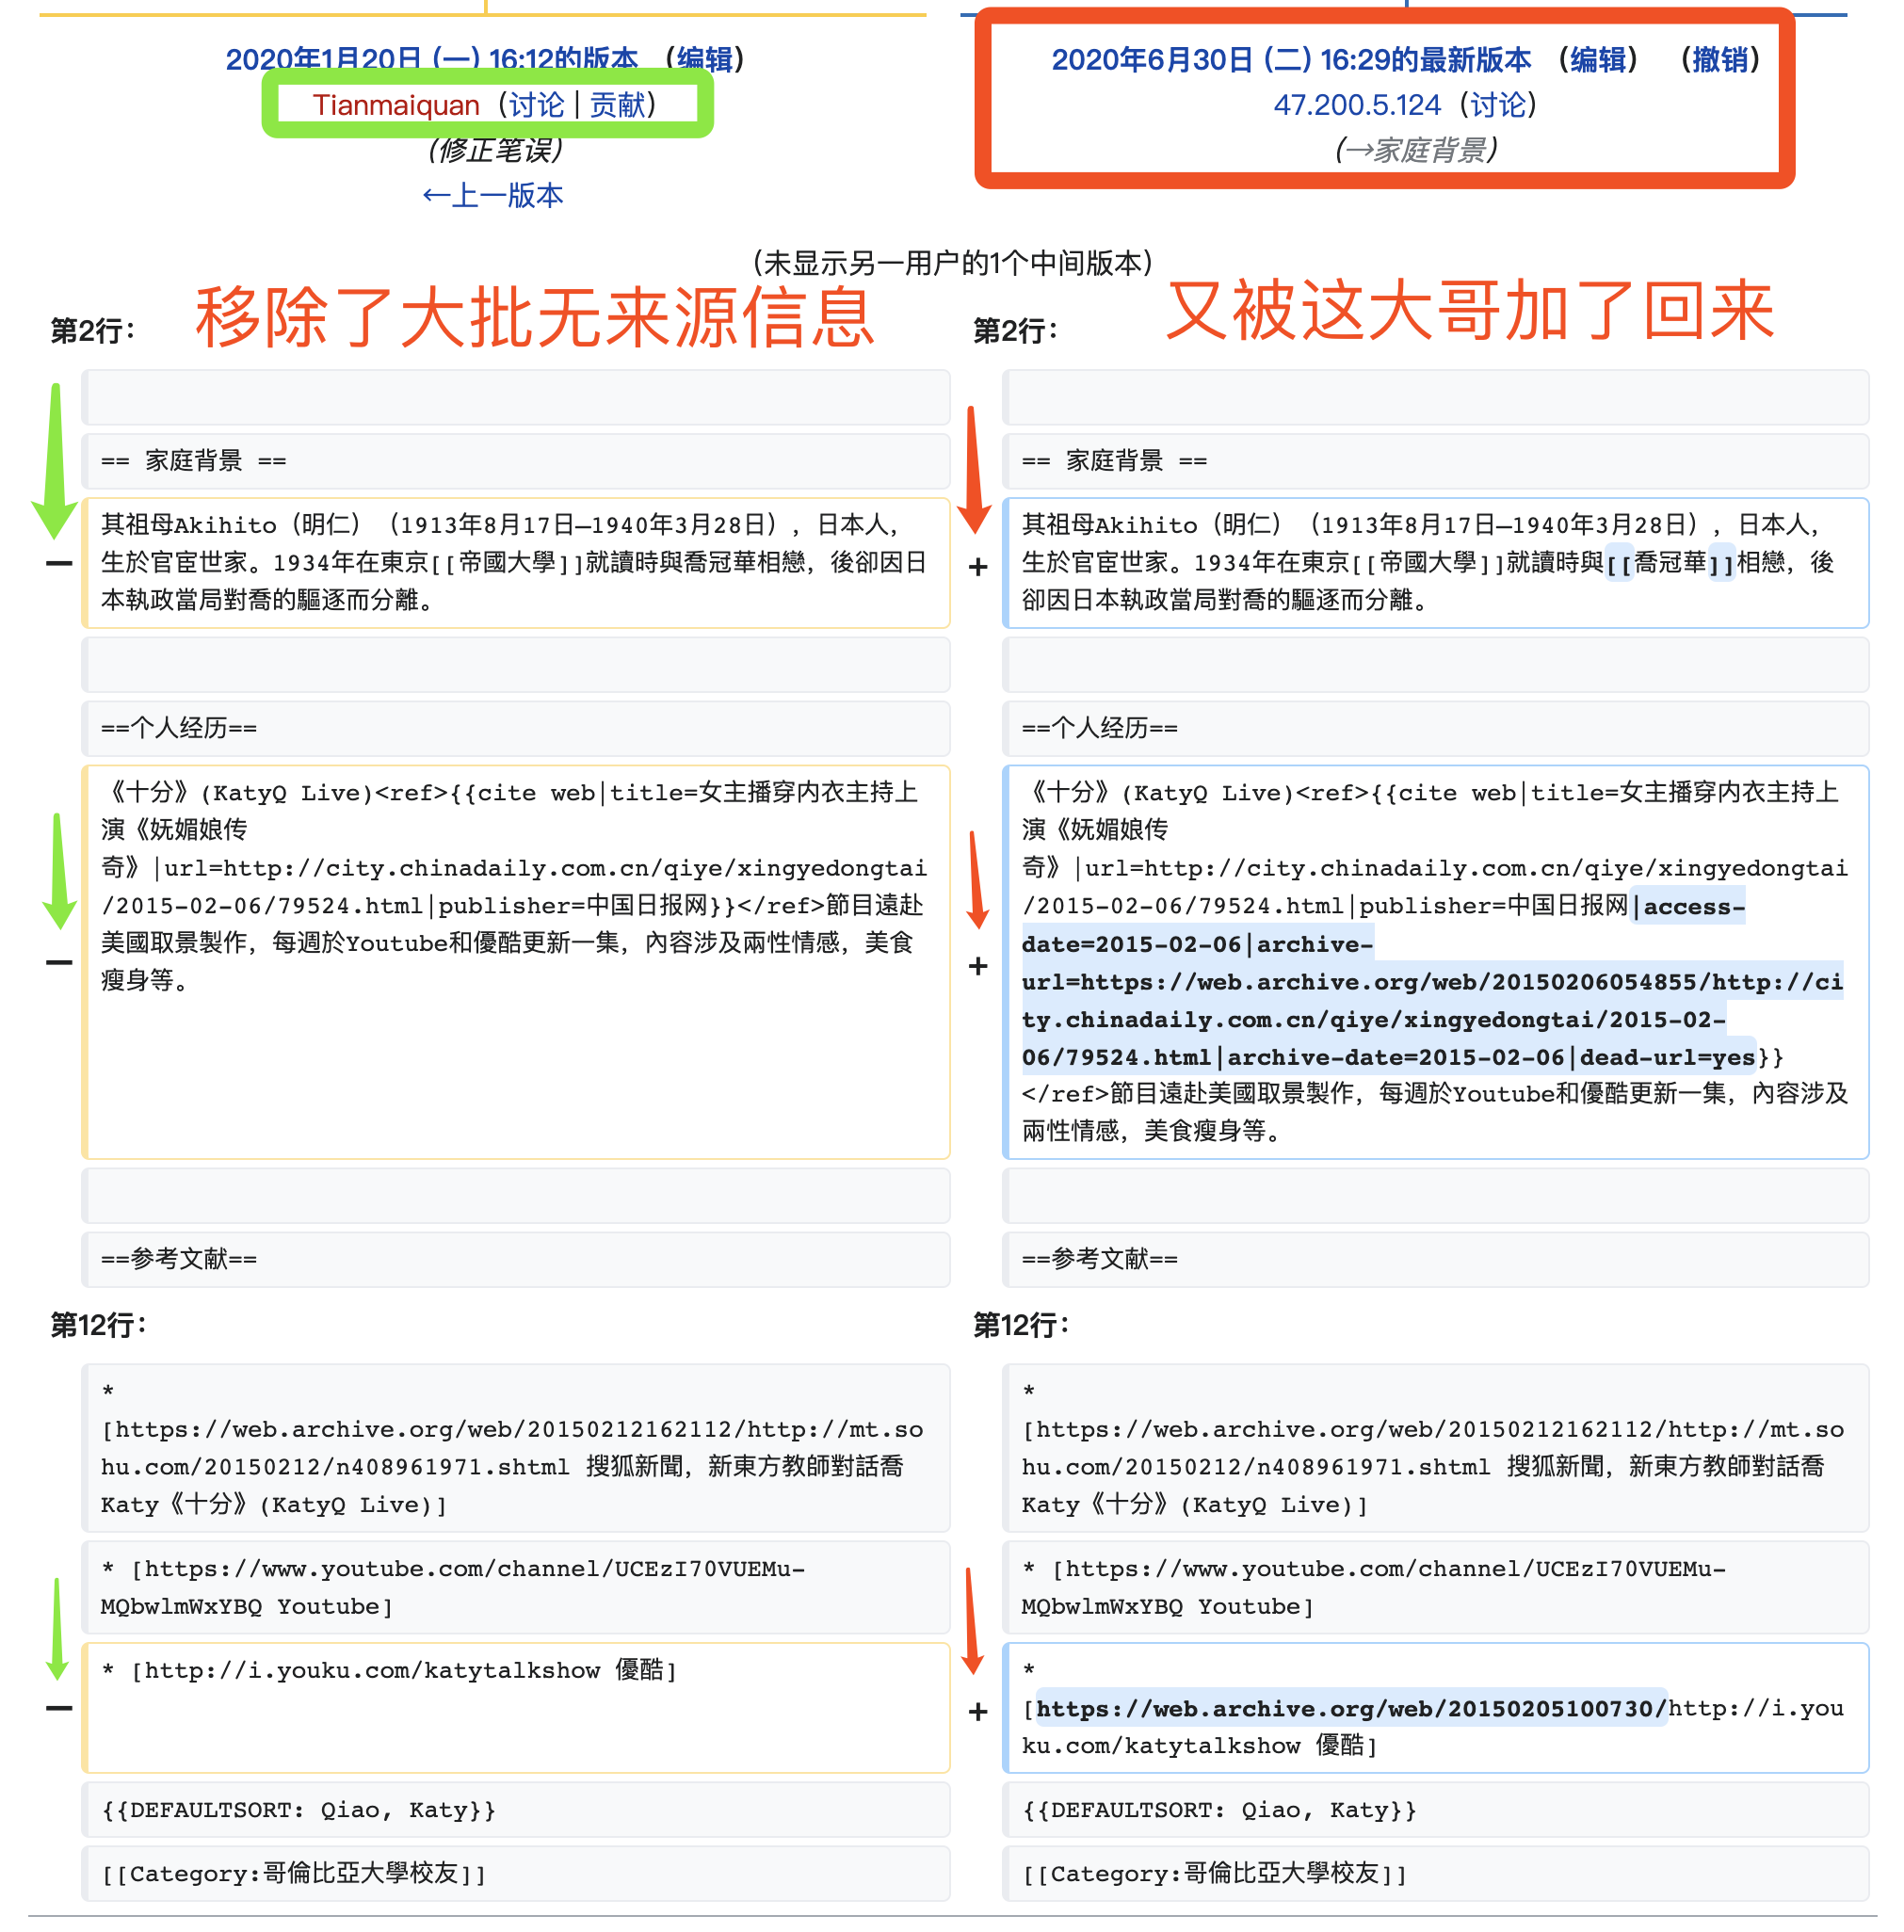 2020年1月20日 (一) 16:12的版本 （编辑）
Tianmaiquan（讨论 | 贡献）
（修正笔误）
←上一版本
2020年6月30日 (二) 16:29的最新版本 （编辑） （撤销）
47.200.5.124（讨论）
（→家庭背景）
（未显示另一用户的1个中间版本）
移除了大批无来源信息
又被这大哥加了回来
第2行：
第2行：
== 家庭背景 ==
== 家庭背景 ==
−
其祖母Akihito（明仁）（1913年8月17日—1940年3月28日），日本人，
生於官宦世家。1934年在東京[[帝國大學]]就讀時與喬冠華相戀，後卻因日
本執政當局對喬的驅逐而分離。
+
其祖母Akihito（明仁）（1913年8月17日—1940年3月28日），日本人，
生於官宦世家。1934年在東京[[帝國大學]]就讀時與[[喬冠華]]相戀，後
卻因日本執政當局對喬的驅逐而分離。
==个人经历==
==个人经历==
−
《十分》(KatyQ Live)<ref>{{cite web|title=女主播穿内衣主持上
演《妩媚娘传
奇》|url=http://city.chinadaily.com.cn/qiye/xingyedongtai
/2015-02-06/79524.html|publisher=中国日报网}}</ref>節目遠赴
美國取景製作，每週於Youtube和優酷更新一集，內容涉及兩性情感，美食
瘦身等。
+
《十分》(KatyQ Live)<ref>{{cite web|title=女主播穿内衣主持上
演《妩媚娘传
奇》|url=http://city.chinadaily.com.cn/qiye/xingyedongtai
/2015-02-06/79524.html|publisher=中国日报网|access-
date=2015-02-06|archive-
url=https://web.archive.org/web/20150206054855/http://ci
ty.chinadaily.com.cn/qiye/xingyedongtai/2015-02-
06/79524.html|archive-date=2015-02-06|dead-url=yes}}
</ref>節目遠赴美國取景製作，每週於Youtube和優酷更新一集，內容涉及
兩性情感，美食瘦身等。
==参考文献==
==参考文献==
第12行：
第12行：
*
[https://web.archive.org/web/20150212162112/http://mt.so
hu.com/20150212/n408961971.shtml 搜狐新聞，新東方教師對話喬
Katy《十分》(KatyQ Live)]
*
[https://web.archive.org/web/20150212162112/http://mt.so
hu.com/20150212/n408961971.shtml 搜狐新聞，新東方教師對話喬
Katy《十分》(KatyQ Live)]
* [https://www.youtube.com/channel/UCEzI70VUEMu-
MQbwlmWxYBQ Youtube]
* [https://www.youtube.com/channel/UCEzI70VUEMu-
MQbwlmWxYBQ Youtube]
−
* [http://i.youku.com/katytalkshow 優酷]
+
*
[https://web.archive.org/web/20150205100730/http://i.you
ku.com/katytalkshow 優酷]
{{DEFAULTSORT: Qiao, Katy}}
{{DEFAULTSORT: Qiao, Katy}}
[[Category:哥倫比亞大學校友]]
[[Category:哥倫比亞大學校友]]